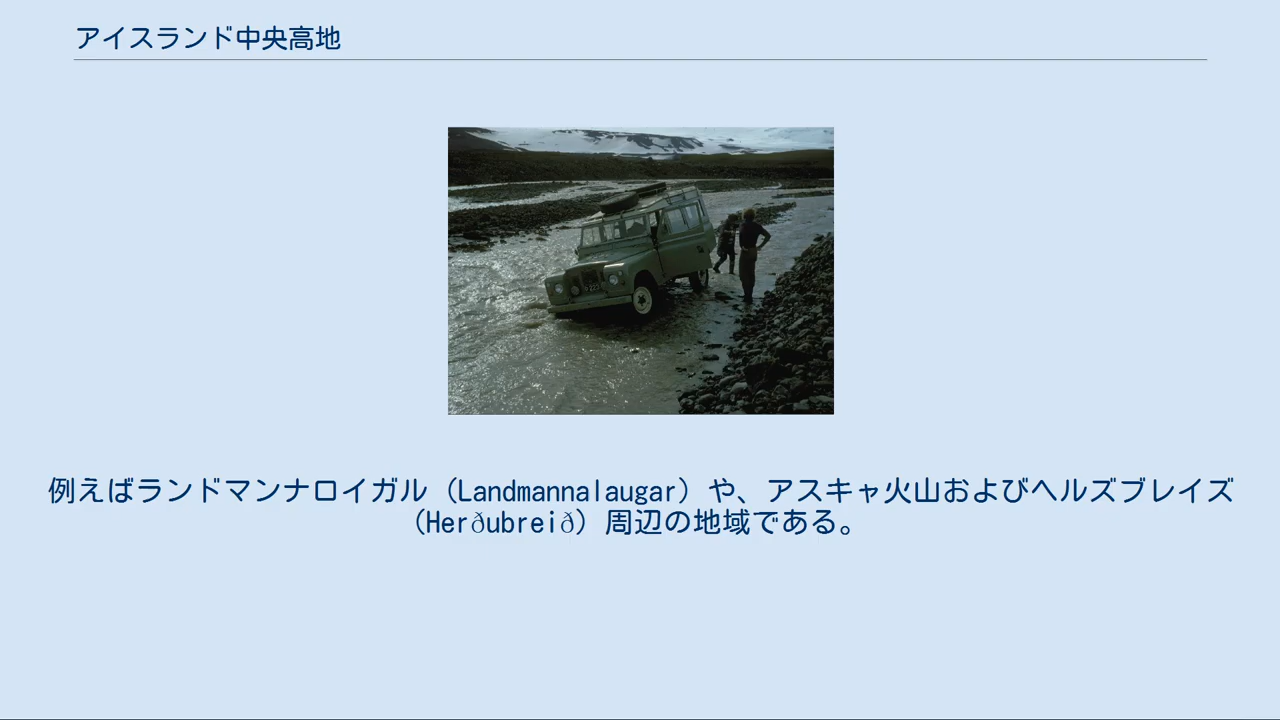 アイスランド中央高地
例えばランドマンナロイガル（Landmannalaugar）や、アスキャ火山およびヘルズブレイズ
（Herðubreið）周辺の地域である。